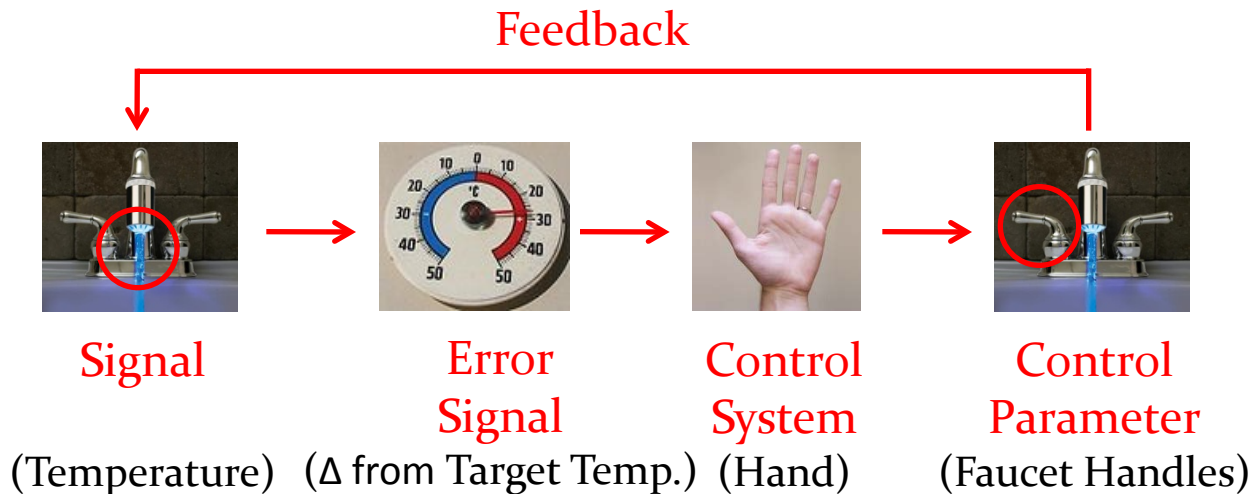 Feedback
10 0 10
20 °C 20
30 30
40 40
50 50
Signal
Error
Signal
Control
System
Control
Parameter
(Temperature)
(Δ from Target Temp.)
(Hand)
(Faucet Handles)